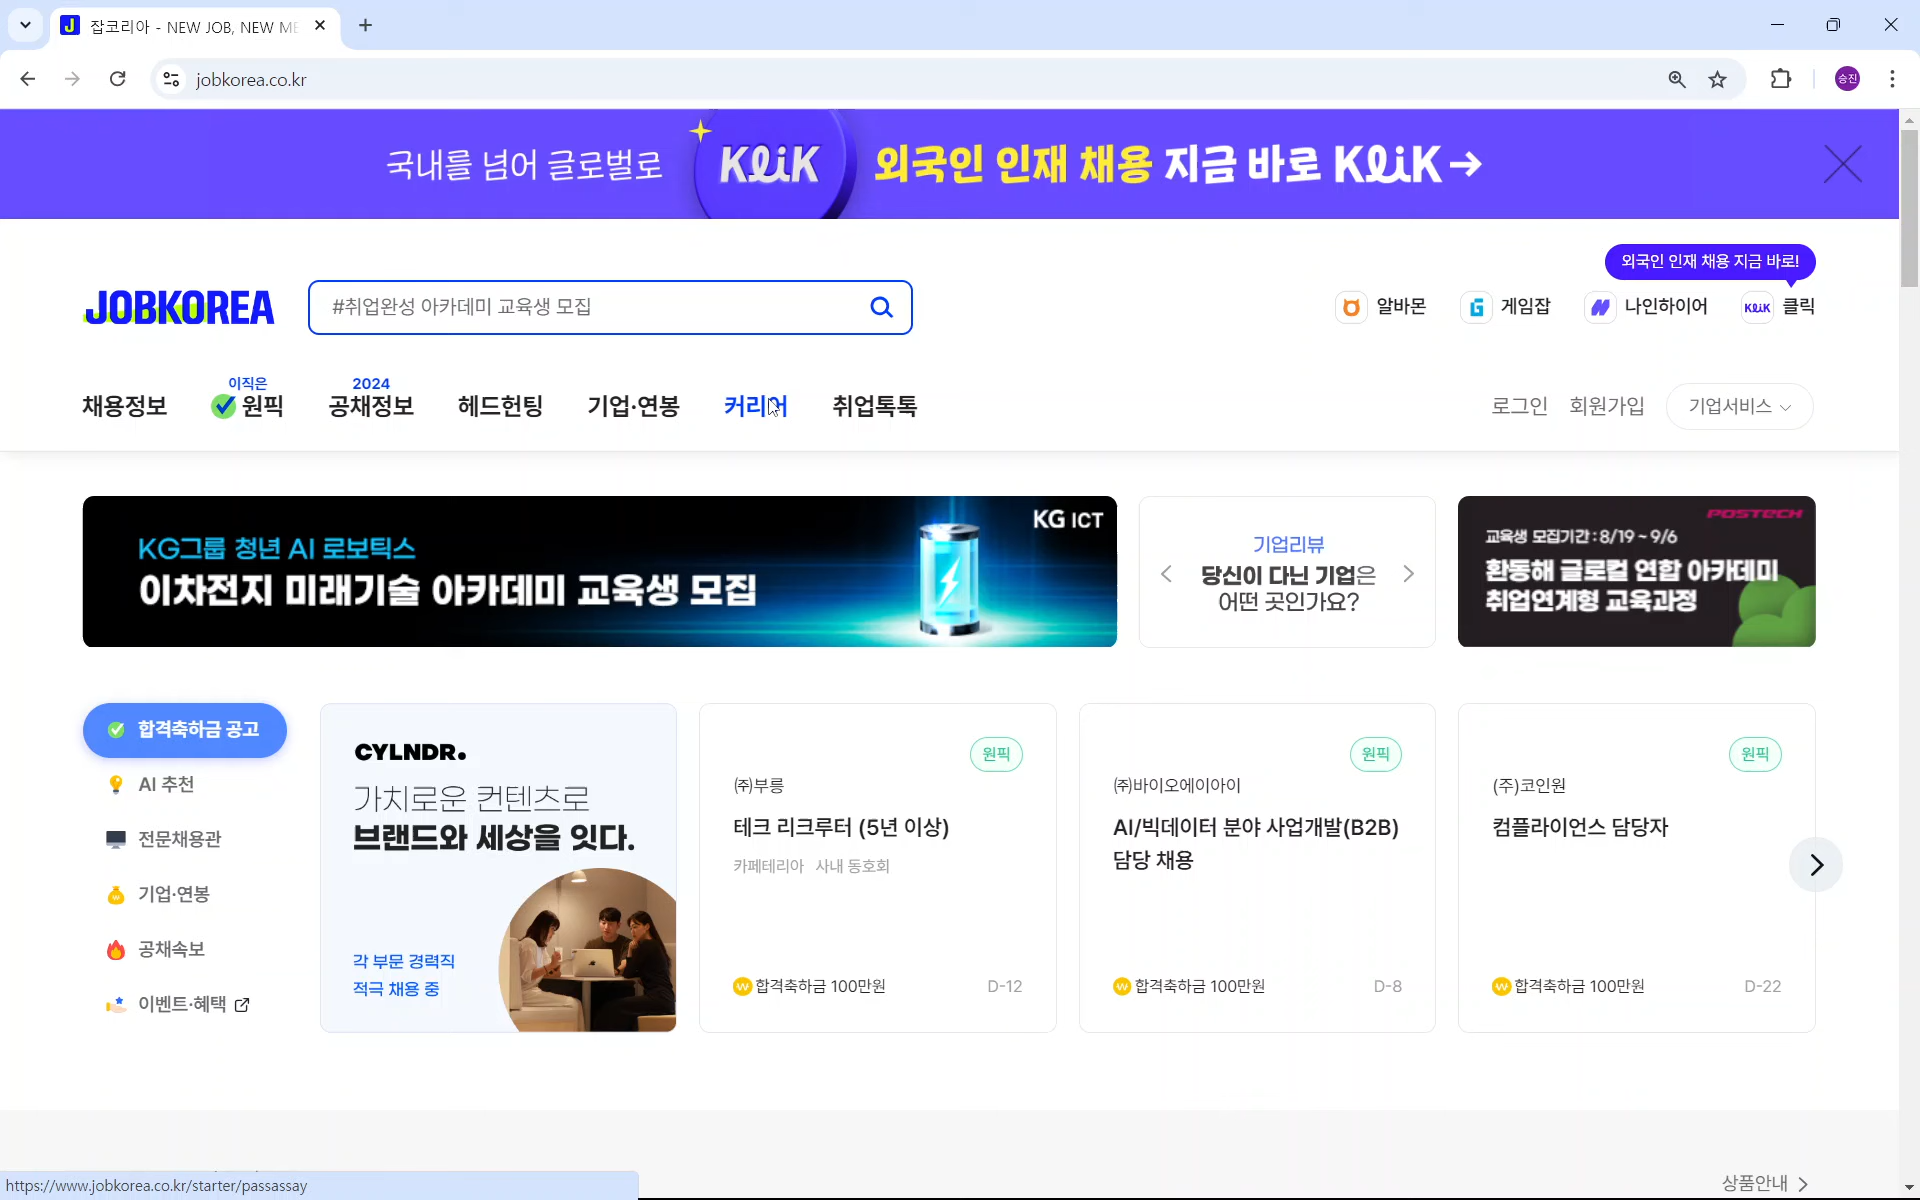 잡코리아 - NEW JOB, NEW ME
jobkorea.co.kr
승진
국내를 넘어 글로벌로
KLiK
외국인 인재 채용 지금 바로 KLiK→
외국인 인재 채용 지금 바로!
JOBKOREA
#취업완성 아카데미 교육생 모집
알바몬
게임잡
나인하이어
KLiK 클릭
채용정보
이직은
원픽
2024
공채정보
헤드헌팅
기업·연봉
커리어
취업톡톡
로그인
회원가입
기업서비스
KG ICT
KG그룹 청년 AI 로보틱스
이차전지 미래기술 아카데미 교육생 모집
기업리뷰
당신이 다닌 기업은
어떤 곳인가요?
POSTECH
교육생 모집기간 : 8/19 ~ 9/6
환동해 글로컬 연합 아카데미
취업연계형 교육과정
합격축하금 공고
AI 추천
전문채용관
기업·연봉
공채속보
이벤트·혜택
CYLNDR.
가치로운 컨텐츠로
브랜드와 세상을 잇다.
각 부문 경력직
적극 채용 중
원픽
㈜부릉
테크 리크루터 (5년 이상)
카페테리아 사내 동호회
합격축하금 100만원
D-12
원픽
㈜바이오에이아이
AI/빅데이터 분야 사업개발(B2B)
담당 채용
합격축하금 100만원
D-8
원픽
(주)코인원
컴플라이언스 담당자
합격축하금 100만원
D-22
상품안내
https://www.jobkorea.co.kr/starter/passassay